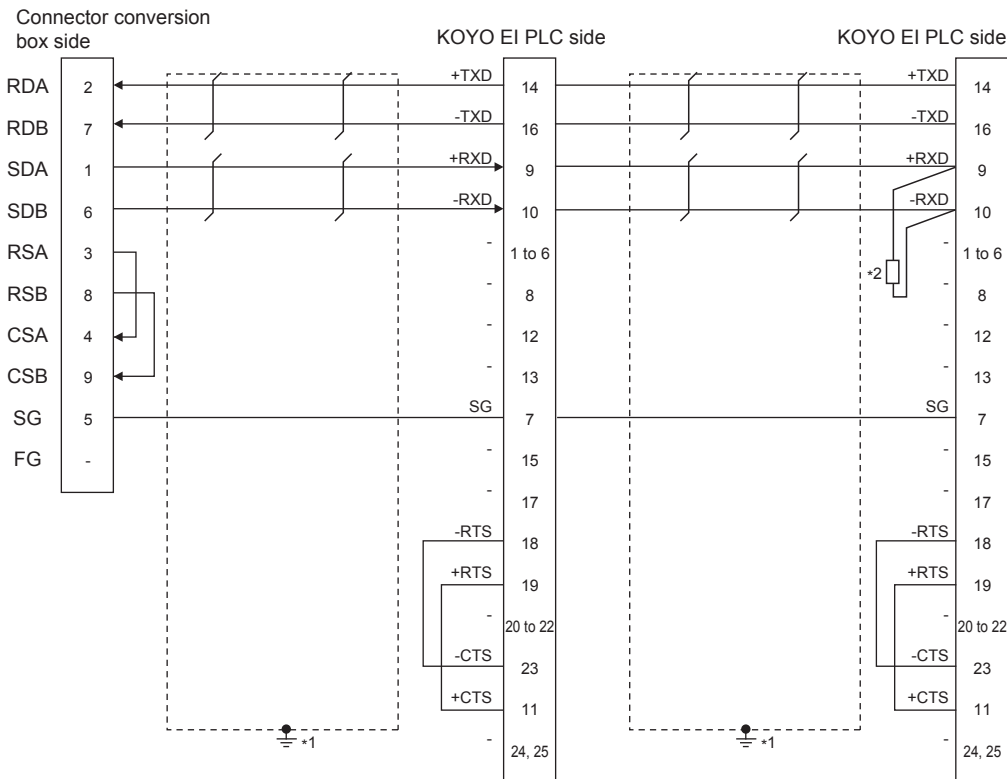 Connector conversion
box side
KOYO EI PLC side
KOYO EI PLC side
RDA 2 +TXD 14 +TXD 14
RDB 7 -TXD 16 -TXD 16
SDA 1 +RXD 9 +RXD 9
SDB 6 -RXD 10 -RXD 10
RSA 3 - 1 to 6 - 1 to 6
*2
RSB 8 - 8 - 8
CSA 4 - 12 - 12
CSB 9 - 13 - 13
SG 5 SG 7 SG 7
FG - - 15 - 15
- 17 - 17
-RTS 18 -RTS 18
+RTS 19 +RTS 19
- 20 to 22 - 20 to 22
-CTS 23 -CTS 23
+CTS 11 +CTS 11
*1 - 24, 25 *1 - 24, 25